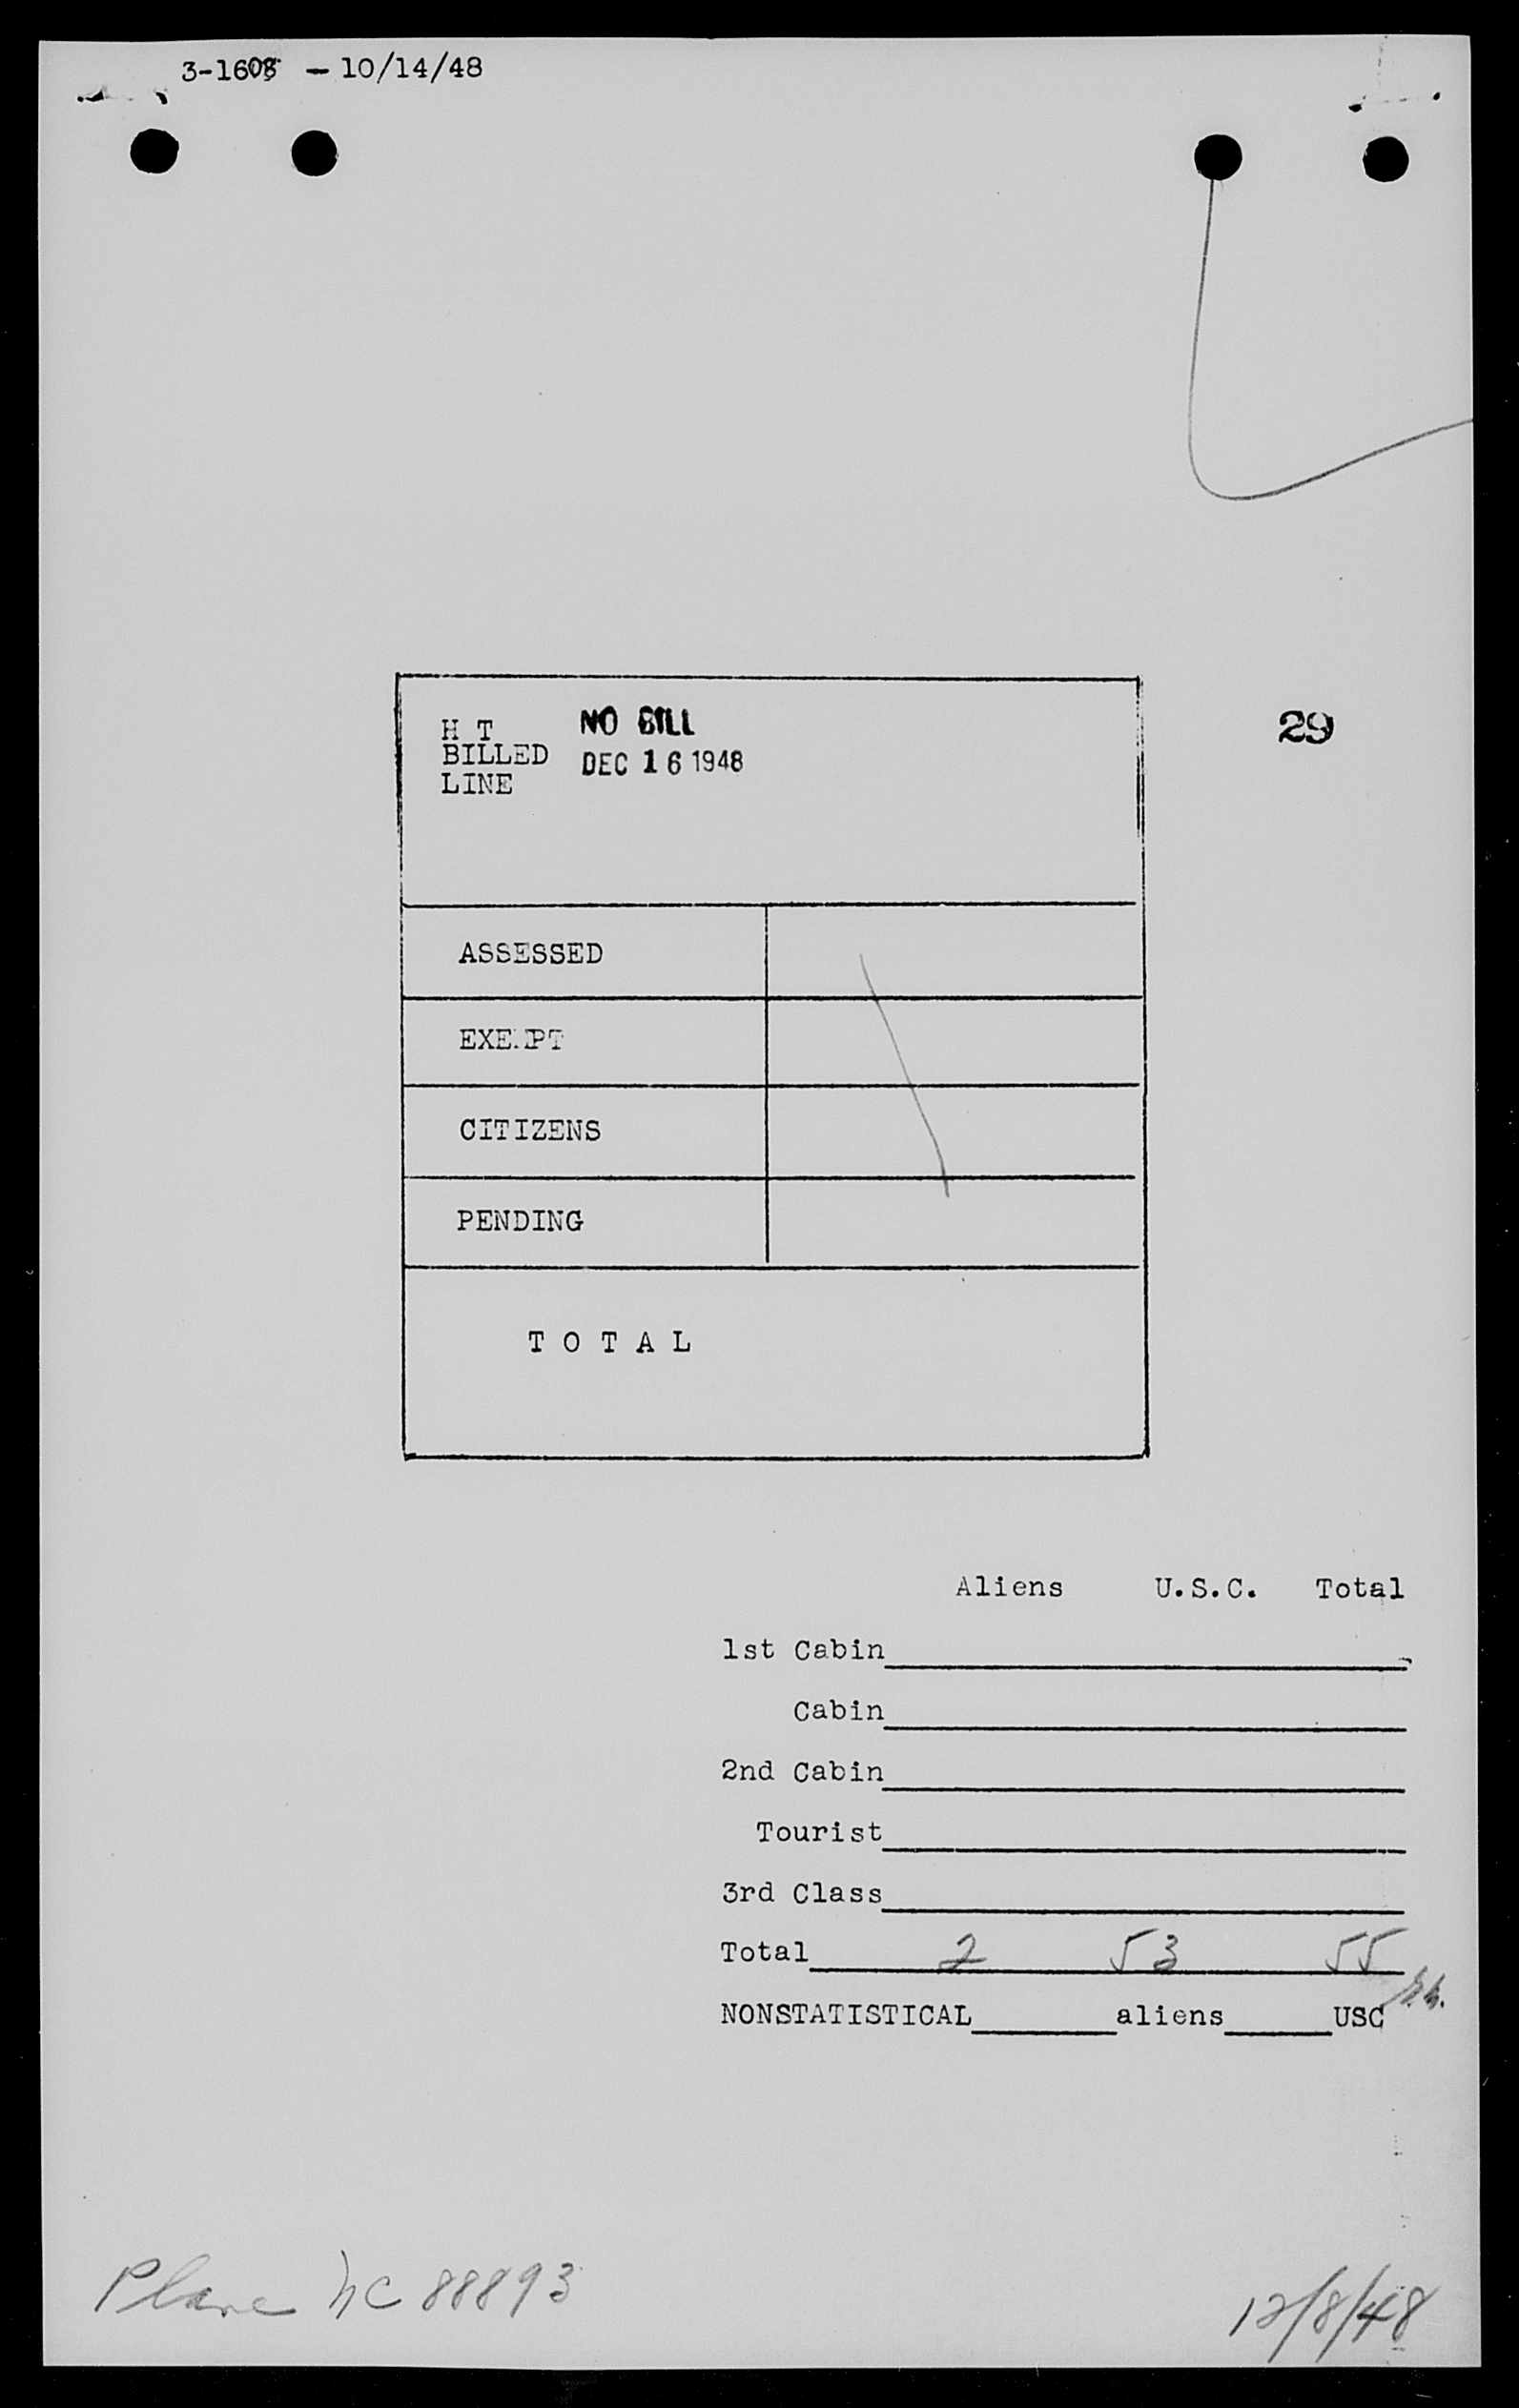 3-1608 - 10/14/48
H T NO BILL
BILLED DEC 16 1948
LINE
29
ASSESSED
EXEMPT
CITIZENS
PENDING
T O T A L
Aliens U.S.C. Total
1st Cabin
Cabin
2nd Cabin
Tourist
3rd Class
Total 2 53 55
NONSTATISTICAL aliens USC
Plane NC 88893
12/8/48